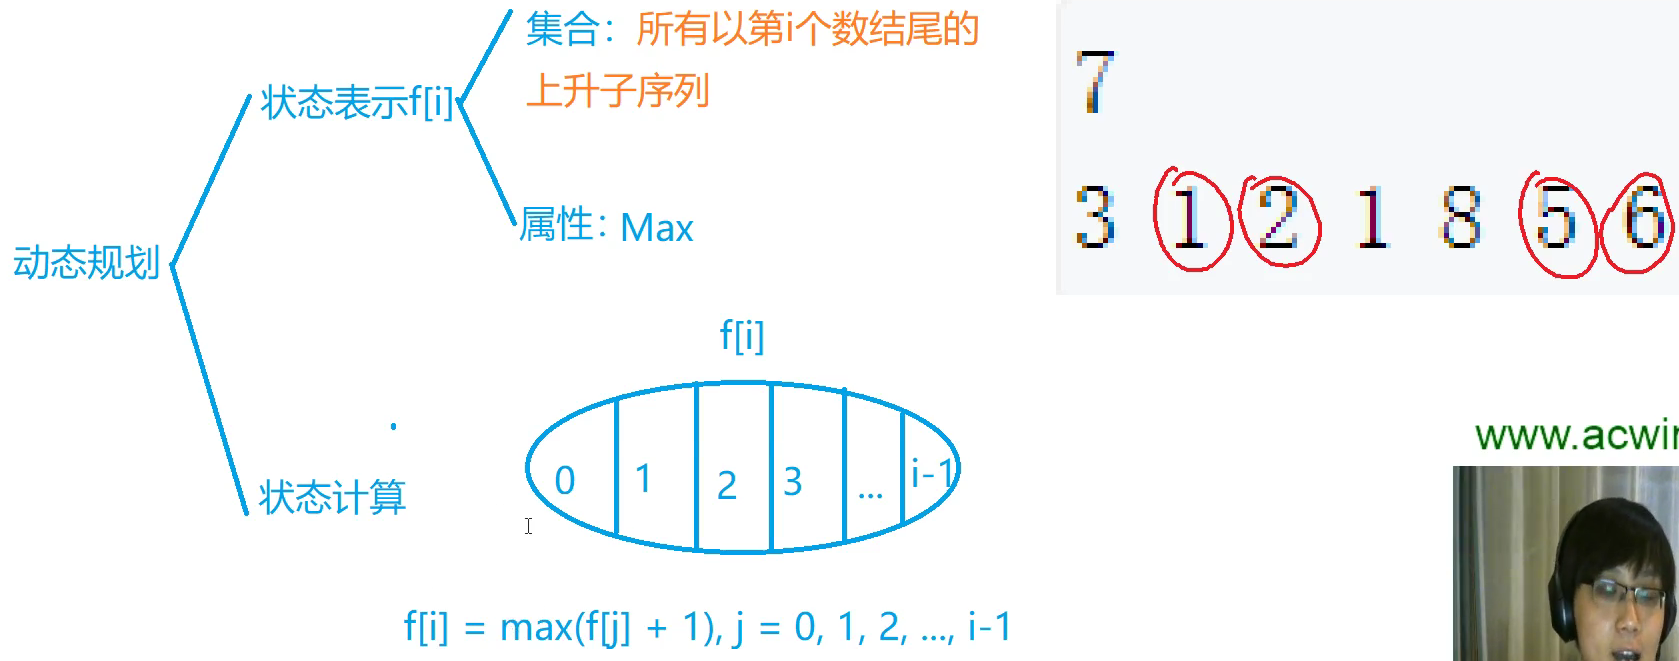 集合：所有以第i个数结尾的
上升子序列
状态表示f[i]
属性：Max
动态规划
状态计算
f[i]
0 1 2 3 ... i-1
f[i] = max(f[j] + 1), j = 0, 1, 2, ..., i-1
7
3 1 2 1 8 5 6
www.acwin